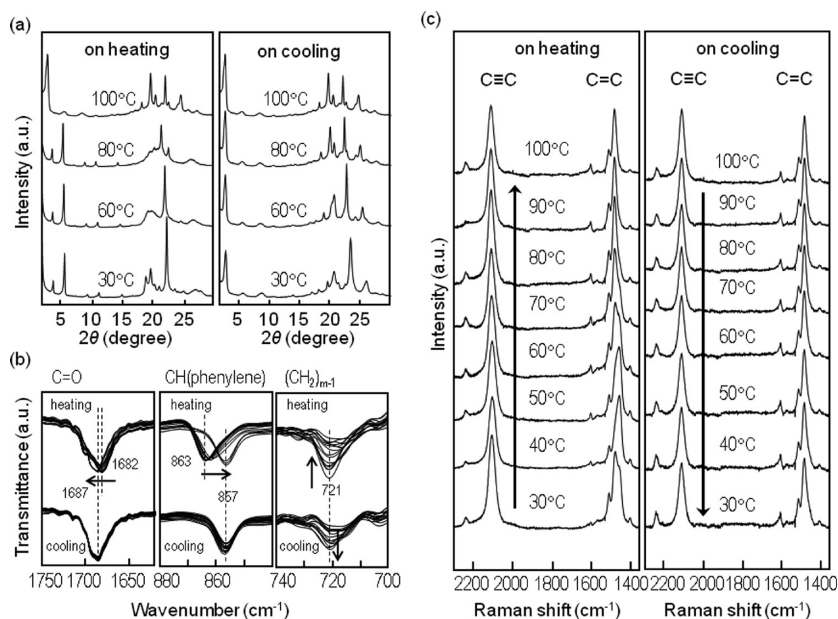 (a)
on heating
on cooling
100°C
100°C
80°C
80°C
60°C
60°C
30°C
30°C
Intensity (a.u.)
5 10 15 20 25
5 10 15 20 25
2θ (degree)
2θ (degree)
(b)
C=O
CH(phenylene)
(CH2)m-1
heating
heating
heating
1682
1687
863
857
721
cooling
cooling
cooling
Transmittance (a.u.)
1750 1700 1650
880 860 840
740 720 700
Wavenumber (cm-1)
(c)
on heating
on cooling
C≡C
C=C
C≡C
C=C
100°C
100°C
90°C
90°C
80°C
80°C
70°C
70°C
60°C
60°C
50°C
50°C
40°C
40°C
30°C
30°C
Intensity (a.u.)
2200 2000 1800 1600 1400
2200 2000 1800 1600 1400
Raman shift (cm-1)
Raman shift (cm-1)